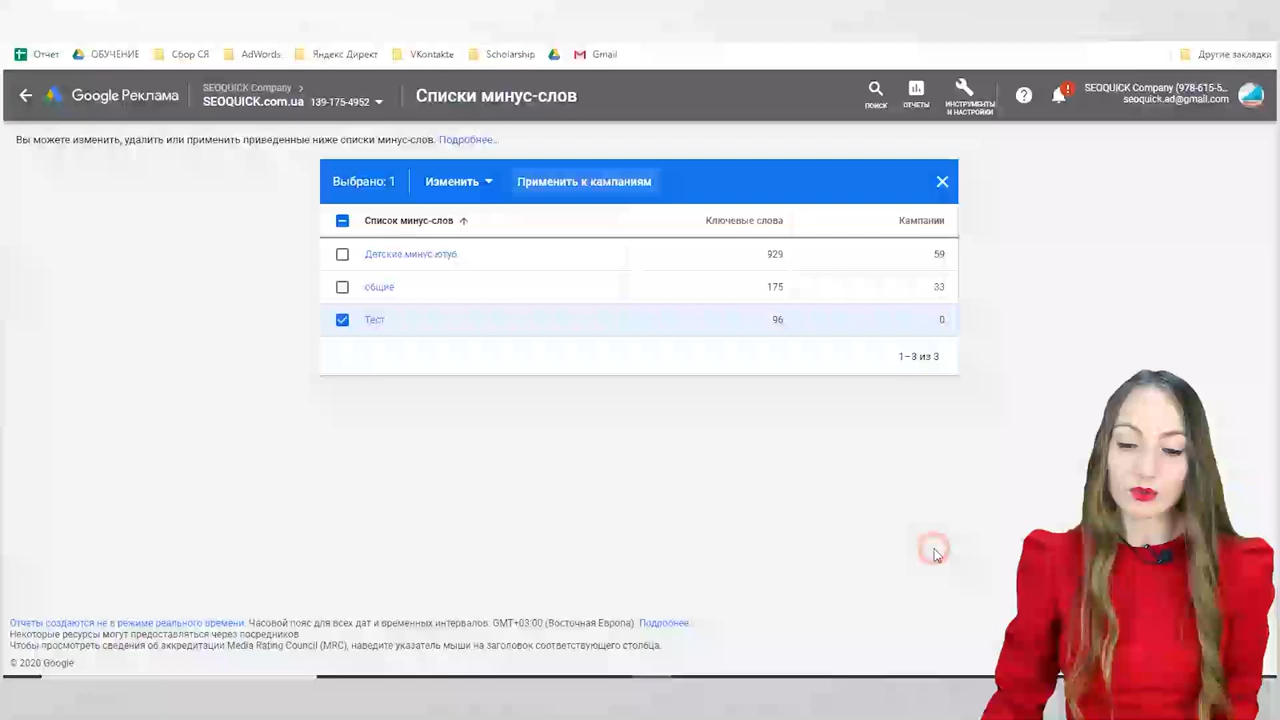 Отчет ОБУЧЕНИЕ Сбор СЯ AdWords Яндекс Директ VKontakte Scholarship Gmail Другие закладки
Google Реклама
SEOQUICK Company
SEOQUICK.com.ua 139-175-4952
Списки минус-слов
ПОИСК
ОТЧЕТЫ
ИНСТРУМЕНТЫ
И НАСТРОЙКИ
SEOQUICK Company (978-615-5...
seoquick.ad@gmail.com
Вы можете изменить, удалить или применить приведенные ниже списки минус-слов. Подробнее...
Выбрано: 1 Изменить Применить к кампаниям
Список минус-слов Ключевые слова Кампании
Детские минус ютуб 929 59
общие 175 33
Тест 96 0
1–3 из 3
Отчеты создаются не в режиме реального времени. Часовой пояс для всех дат и временных интервалов: GMT+03:00 (Восточная Европа). Подробнее.
Некоторые ресурсы могут предоставляться через посредников
Чтобы просмотреть сведения об аккредитации Media Rating Council (MRC), наведите указатель мыши на заголовок соответствующего столбца.
© 2020 Google